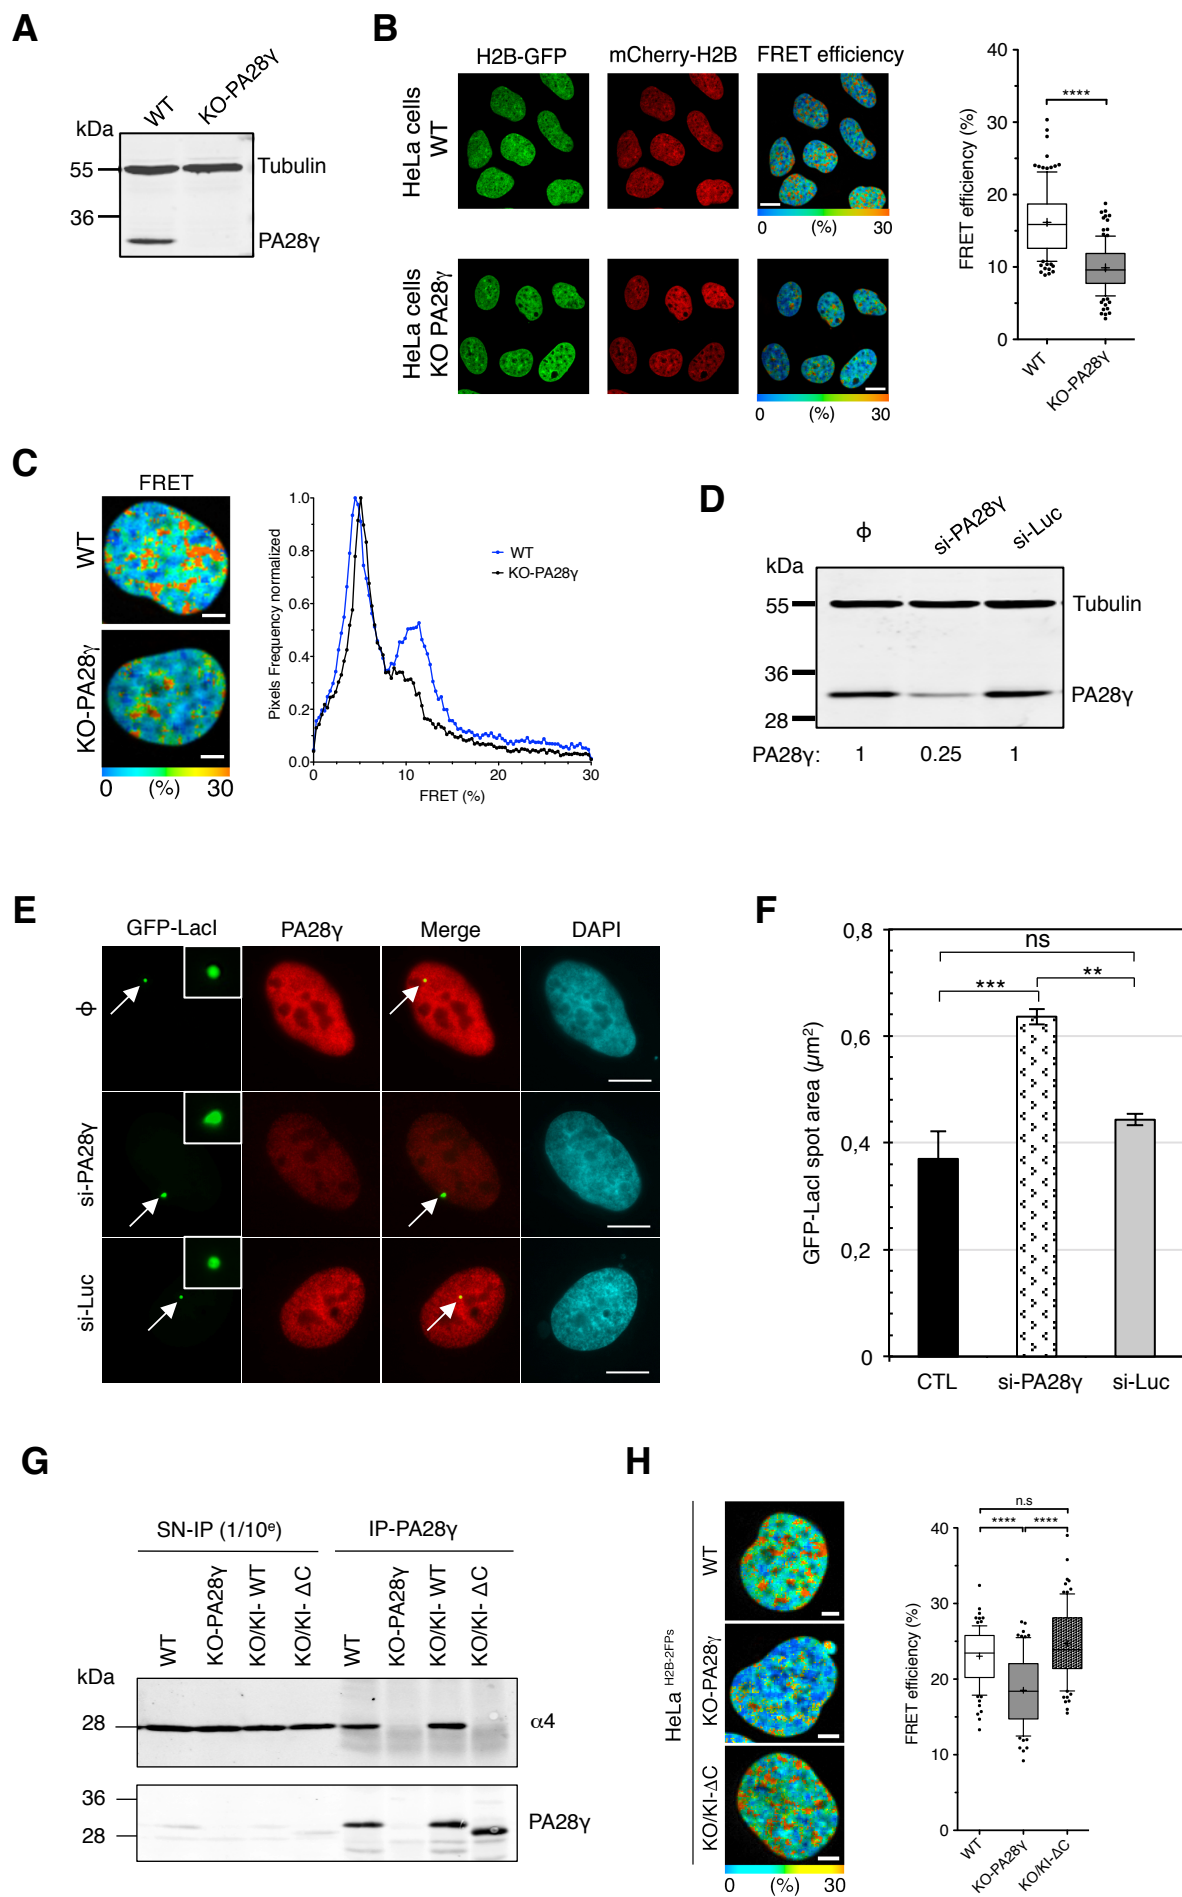 A
WT
KO-PA28γ
kDa
55
Tubulin
36
PA28γ
B
H2B-GFP
mCherry-H2B
FRET efficiency
HeLa cells
WT
0 (%) 30
HeLa cells
KO PA28γ
0 (%) 30
FRET efficiency (%)
40
30
20
10
0
****
WT
KO-PA28γ
C
FRET
WT
KO-PA28γ
0 (%) 30
Pixels Frequency normalized
1.0
0.8
0.6
0.4
0.2
0.0
0 10 20 30
FRET (%)
WT
KO-PA28γ
D
ϕ
si-PA28γ
si-Luc
kDa
55
Tubulin
36
PA28γ
28
PA28γ: 1 0.25 1
E
GFP-LacI
PA28γ
Merge
DAPI
ϕ
si-PA28γ
si-Luc
F
GFP-LacI spot area (µm²)
0,8
0,6
0,4
0,2
0
ns
***
**
CTL
si-PA28γ
si-Luc
G
SN-IP (1/10ᵉ)
IP-PA28γ
WT
KO-PA28γ
KO/KI- WT
KO/KI- ΔC
WT
KO-PA28γ
KO/KI- WT
KO/KI- ΔC
kDa
28
α4
36
28
PA28γ
H
HeLa H2B-2FPs
WT
KO-PA28γ
KO/KI-ΔC
0 (%) 30
FRET efficiency (%)
40
30
20
10
0
n.s
****
****
WT
KO-PA28γ
KO/KI-ΔC